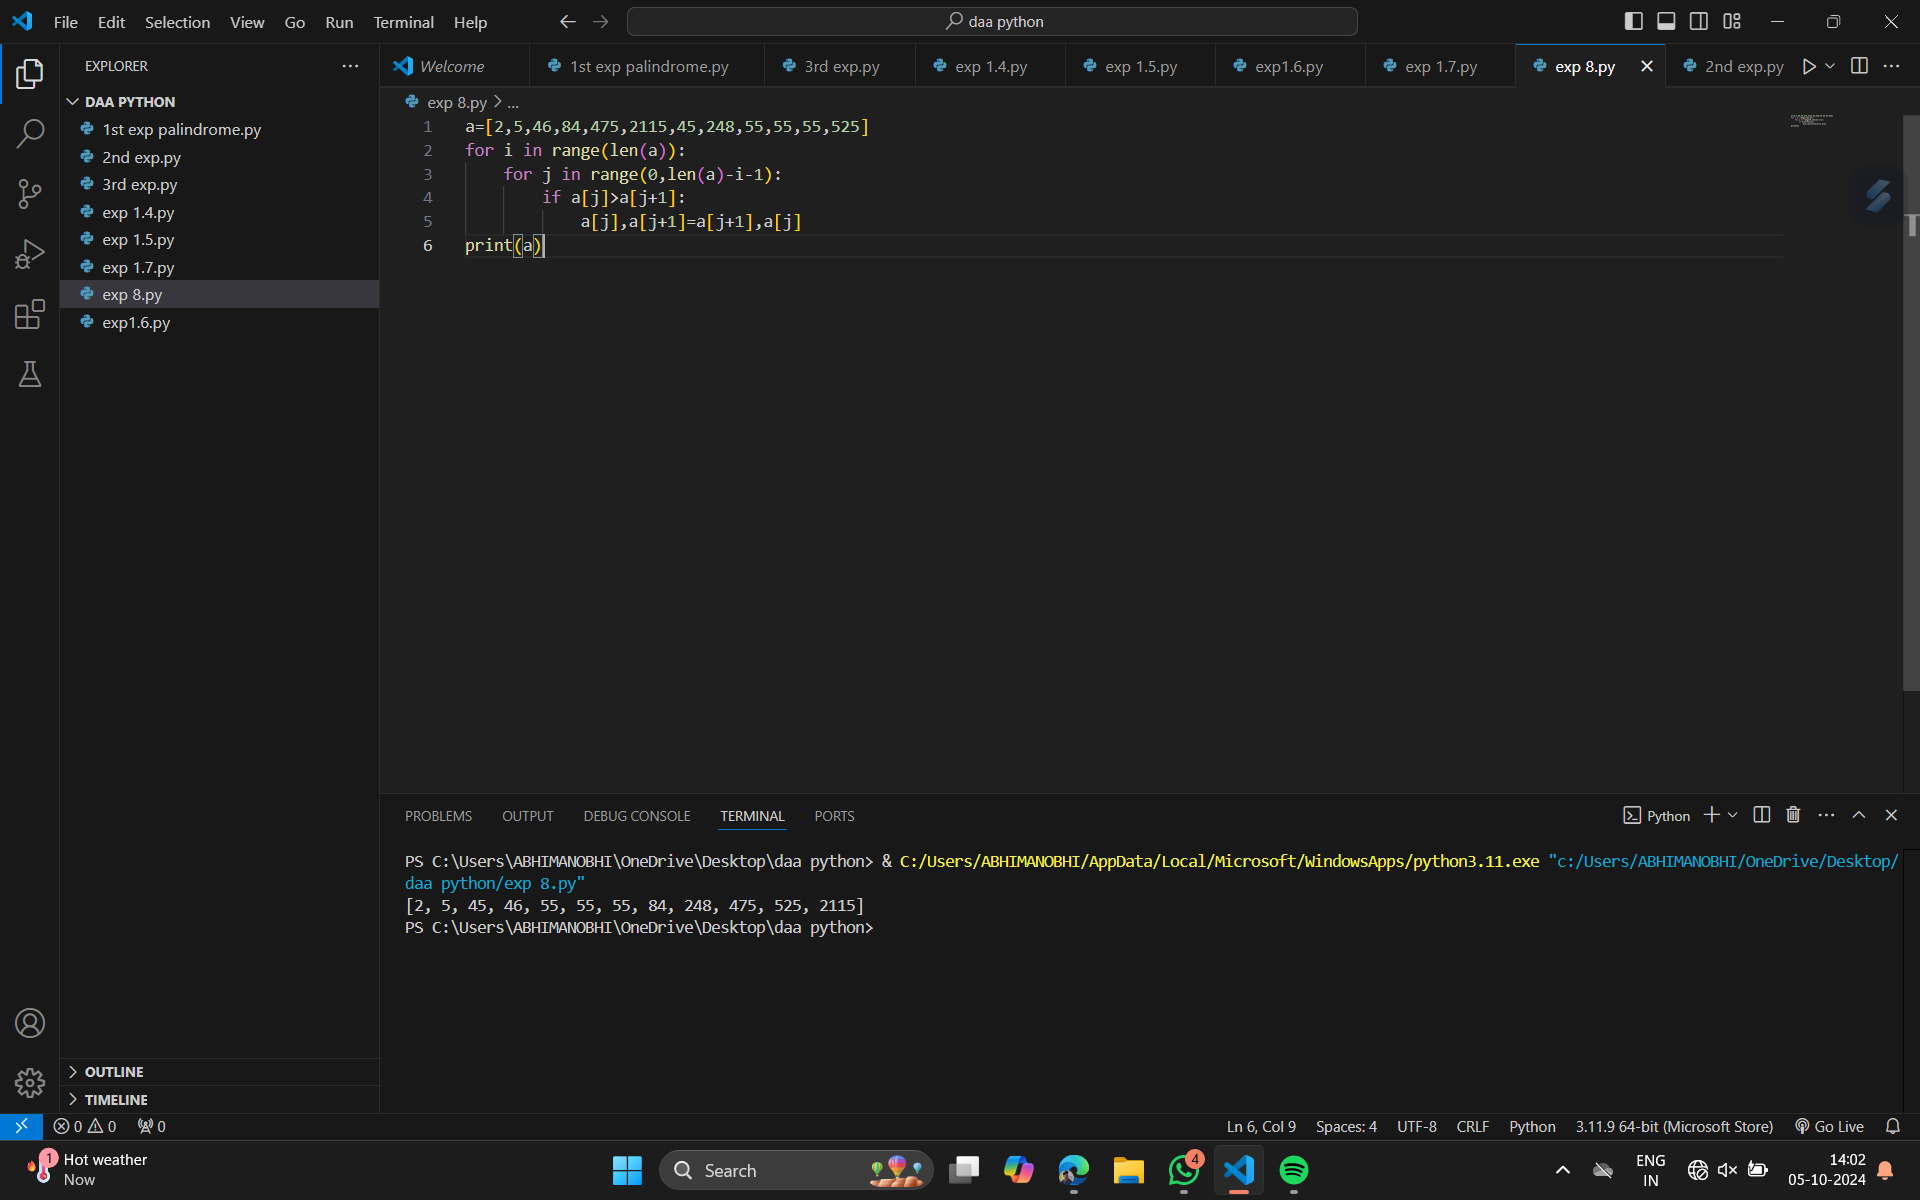 File Edit Selection View Go Run Terminal Help
daa python
EXPLORER
Welcome
1st exp palindrome.py
3rd exp.py
exp 1.4.py
exp 1.5.py
exp1.6.py
exp 1.7.py
exp 8.py
2nd exp.py
DAA PYTHON
1st exp palindrome.py
2nd exp.py
3rd exp.py
exp 1.4.py
exp 1.5.py
exp 1.7.py
exp 8.py
exp1.6.py
exp 8.py > ...
1 a=[2,5,46,84,475,2115,45,248,55,55,55,525]
2 for i in range(len(a)):
3 for j in range(0,len(a)-i-1):
4 if a[j]>a[j+1]:
5 a[j],a[j+1]=a[j+1],a[j]
6 print(a)
PROBLEMS OUTPUT DEBUG CONSOLE TERMINAL PORTS
Python
PS C:\Users\ABHIMANOBHI\OneDrive\Desktop\daa python> & C:/Users/ABHIMANOBHI/AppData/Local/Microsoft/WindowsApps/python3.11.exe "c:/Users/ABHIMANOBHI/OneDrive/Desktop/
daa python/exp 8.py"
[2, 5, 45, 46, 55, 55, 55, 84, 248, 475, 525, 2115]
PS C:\Users\ABHIMANOBHI\OneDrive\Desktop\daa python>
OUTLINE
TIMELINE
0 0 0
Ln 6, Col 9 Spaces: 4 UTF-8 CRLF Python 3.11.9 64-bit (Microsoft Store) Go Live
1
Hot weather
Now
Search
4
ENG
IN
14:02
05-10-2024